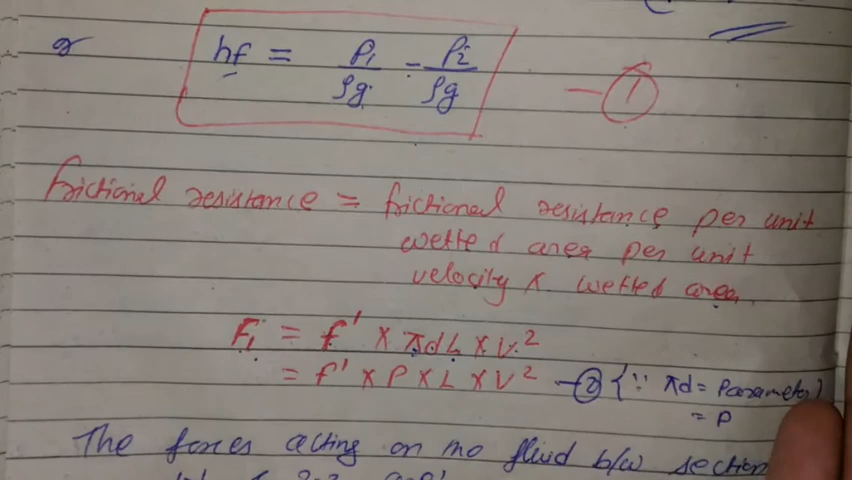 or hf = P₁/ρg - P₂/ρg — ①
frictional resistance = frictional resistance per unit
wetted area per unit
velocity x wetted area
F₁ = f' x πdL x V²
= f' x P x L x V² — ② {∵ πd = Parameter}
= P
The forces acting on the fluid b/w section